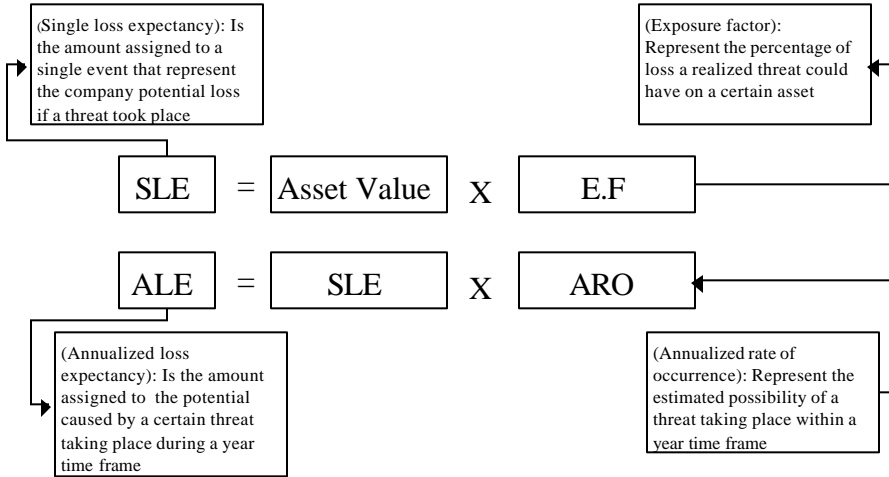 (Single loss expectancy): Is
the amount assigned to a
single event that represent
the company potential loss
if a threat took place
(Exposure factor):
Represent the percentage of
loss a realized threat could
have on a certain asset
SLE = Asset Value X E.F
ALE = SLE X ARO
(Annualized loss
expectancy): Is the amount
assigned to the potential
caused by a certain threat
taking place during a year
time frame
(Annualized rate of
occurrence): Represent the
estimated possibility of a
threat taking place within a
year time frame